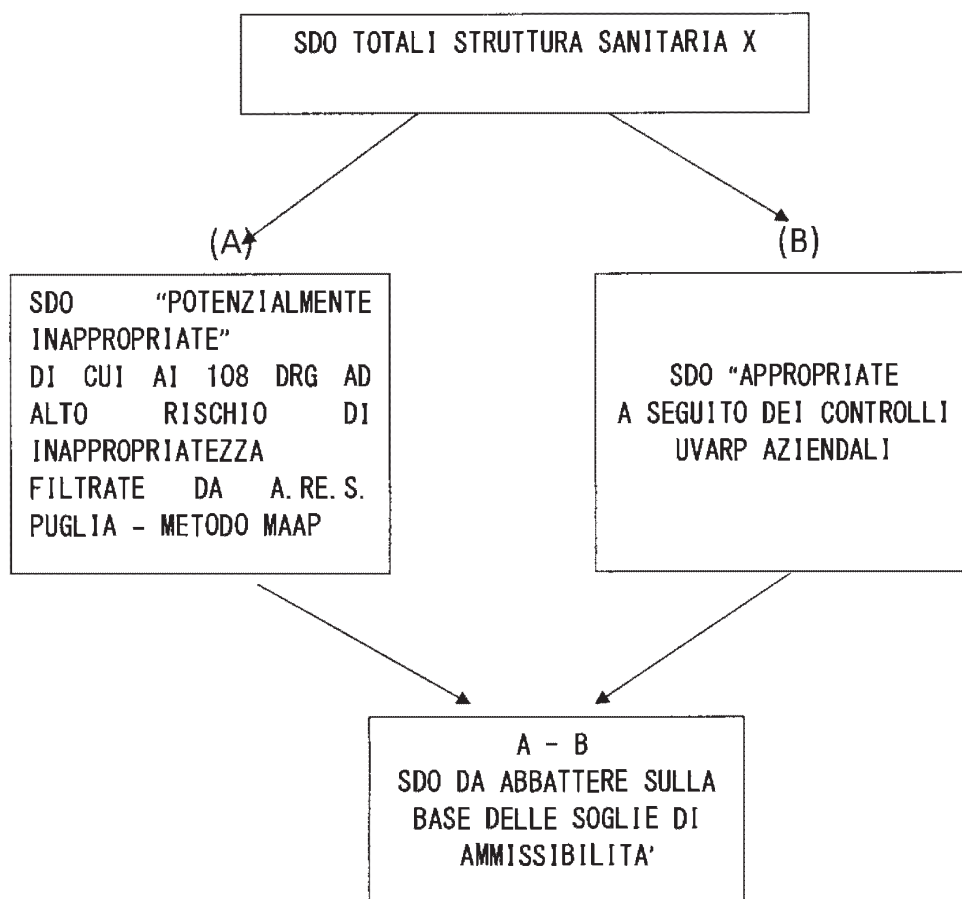 SDO TOTALI STRUTTURA SANITARIA X
(A)
SDO "POTENZIALMENTE
INAPPROPRIATE"
DI CUI AI 108 DRG AD
ALTO RISCHIO DI
INAPPROPRIATEZZA
FILTRATE DA A.RE.S.
PUGLIA - METODO MAAP
(B)
SDO "APPROPRIATE
A SEGUITO DEI CONTROLLI
UVARP AZIENDALI
A - B
SDO DA ABBATTERE SULLA
BASE DELLE SOGLIE DI
AMMISSIBILITA'